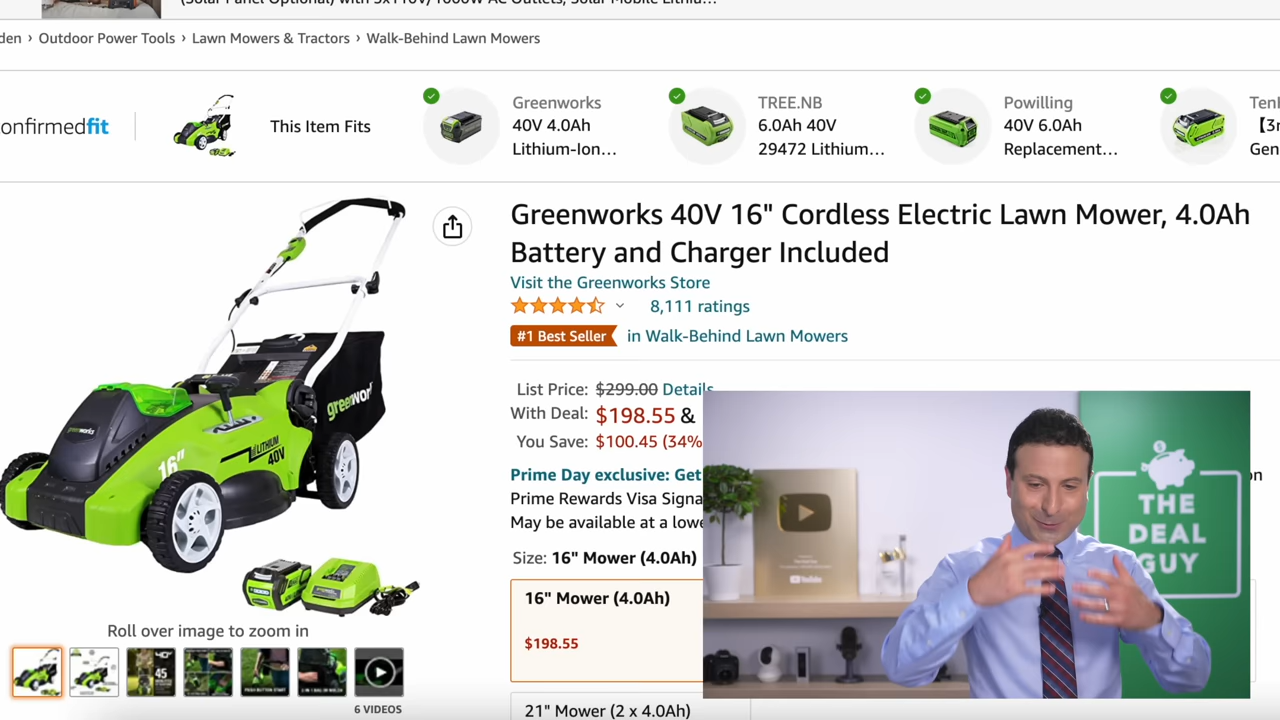 (Solar Panel Optional) with 3x110V/1000W AC Outlets, Solar Mobile Lithiu...
den › Outdoor Power Tools › Lawn Mowers & Tractors › Walk-Behind Lawn Mowers
onfirmedfit
This Item Fits
Greenworks
40V 4.0Ah
Lithium-Ion...
TREE.NB
6.0Ah 40V
29472 Lithium...
Powilling
40V 6.0Ah
Replacement...
Greenworks 40V 16" Cordless Electric Lawn Mower, 4.0Ah
Battery and Charger Included
Visit the Greenworks Store
8,111 ratings
#1 Best Seller in Walk-Behind Lawn Mowers
List Price: $299.00 Details
With Deal: $198.55 &
You Save: $100.45 (34%
Prime Day exclusive: Get
Prime Rewards Visa Signa
May be available at a lowe
Size: 16" Mower (4.0Ah)
16" Mower (4.0Ah)
$198.55
21" Mower (2 x 4.0Ah)
greenworks
16"
LITHIUM
40V
greenwor
Roll over image to zoom in
45
6 VIDEOS
YouTube
THE
DEAL
GUY